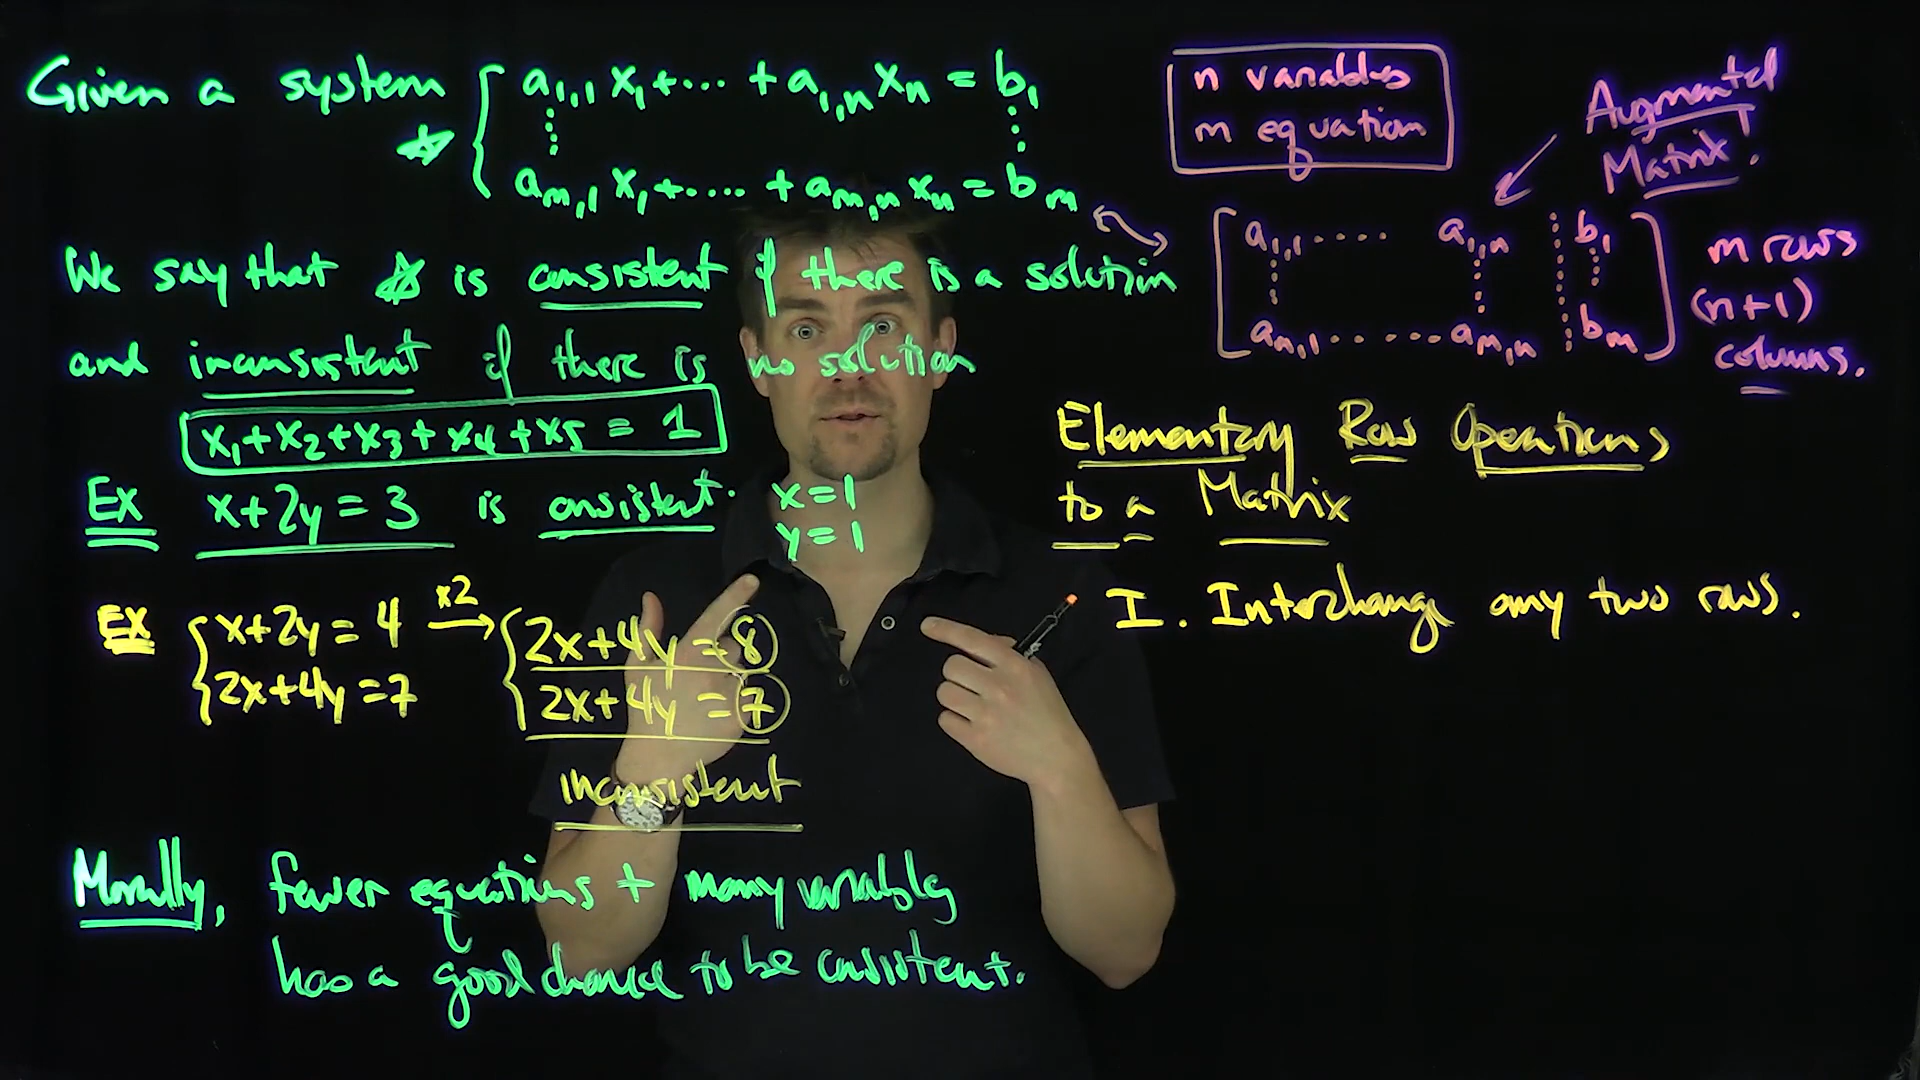 Given a system ☆ { a₁,₁ x₁ + ··· + a₁,ₙ xₙ = b₁
⋮ ⋮
aₘ,₁ x₁ + ···· + aₘ,ₙ xₙ = bₘ
We say that ☆ is consistent if there is a solution
and inconsistent if there is no solution
x₁ + x₂ + x₃ + x₄ + x₅ = 1
Ex x + 2y = 3 is consistent. x = 1
y = 1
Ex { x + 2y = 4 ×2→ { 2x + 4y = 8
2x + 4y = 7 2x + 4y = 7
inconsistent
Morally, fewer equations + many variables
has a good chance to be consistent.
n variables
m equation
Augmented
Matrix.
[ a₁,₁ ····· a₁,ₙ ⋮ b₁ ]
[ aₘ,₁ ······ aₘ,ₙ ⋮ bₘ ]
m rows
(n+1)
columns.
Elementary Row Operations
to a Matrix
I. Interchange any two rows.